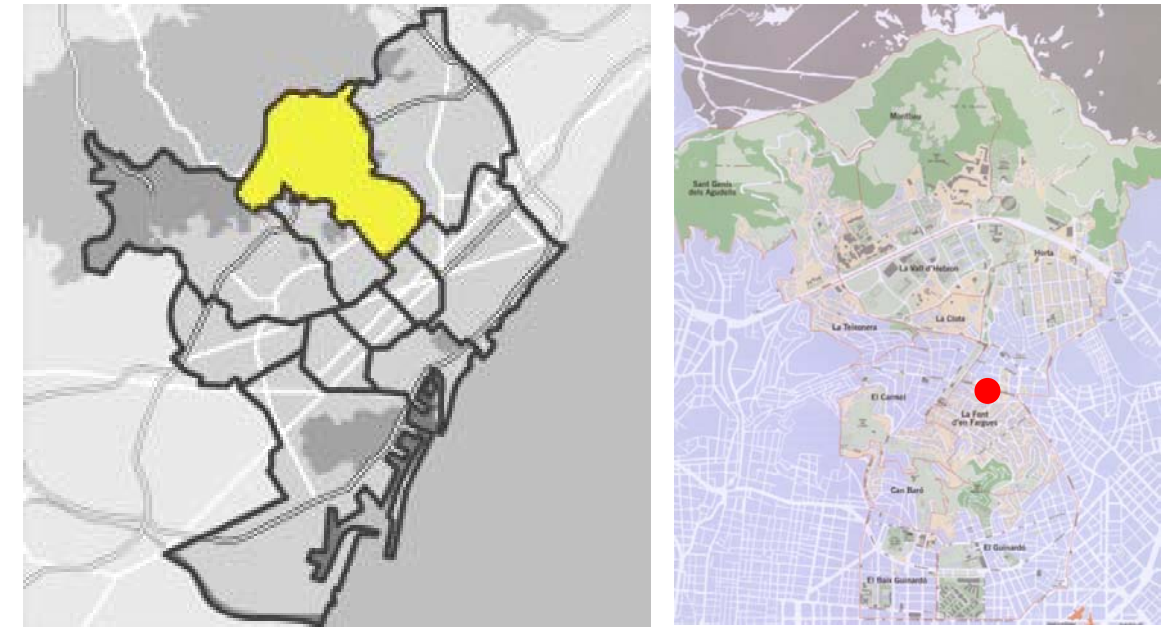 Montbau
Sant Genís
dels Agudells
La Vall d'Hebron
Horta
La Clota
La Teixonera
El Carmel
La Font
d'en Fargues
Can Baró
El Guinardó
El Baix Guinardó